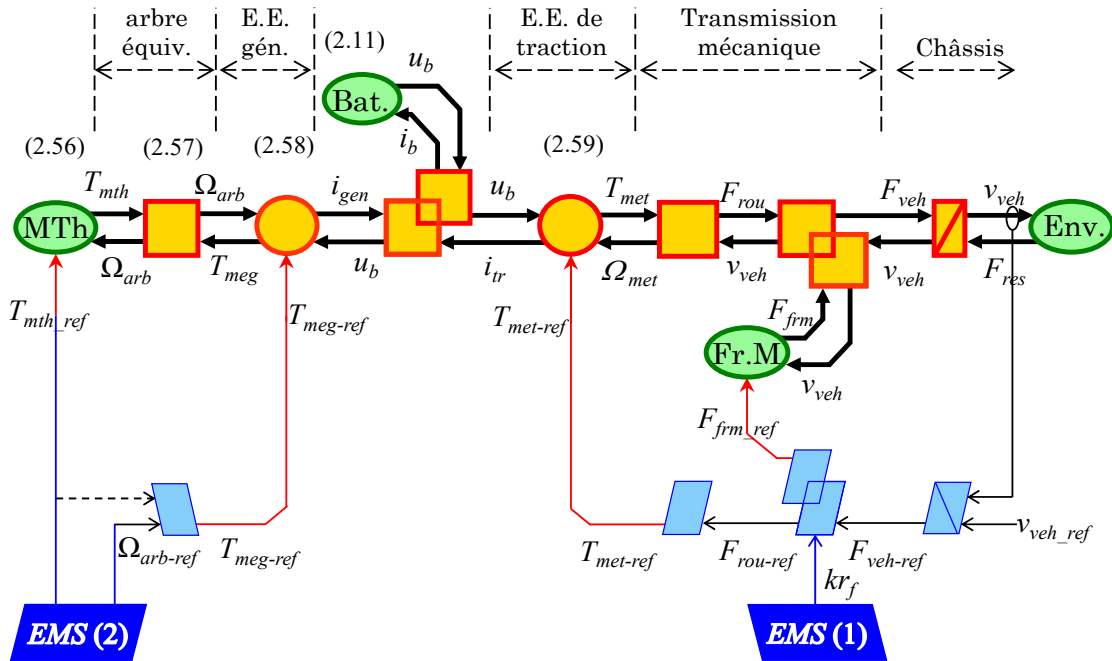 arbre
équiv.
E.E.
gén.
E.E. de
traction
Transmission
mécanique
Châssis
(2.11)
u_b
Bat.
i_b
(2.56)
(2.57)
(2.58)
(2.59)
T_mth
Ω_arb
i_gen
u_b
T_met
F_rou
F_veh
v_veh
MTh
Env.
Ω_arb
T_meg
u_b
i_tr
Ω_met
v_veh
v_veh
F_res
T_mth_ref
T_meg-ref
T_met-ref
F_frm
Fr.M
v_veh
F_frm_ref
Ω_arb-ref
T_meg-ref
T_met-ref
F_rou-ref
F_veh-ref
v_veh_ref
kr_f
EMS (2)
EMS (1)